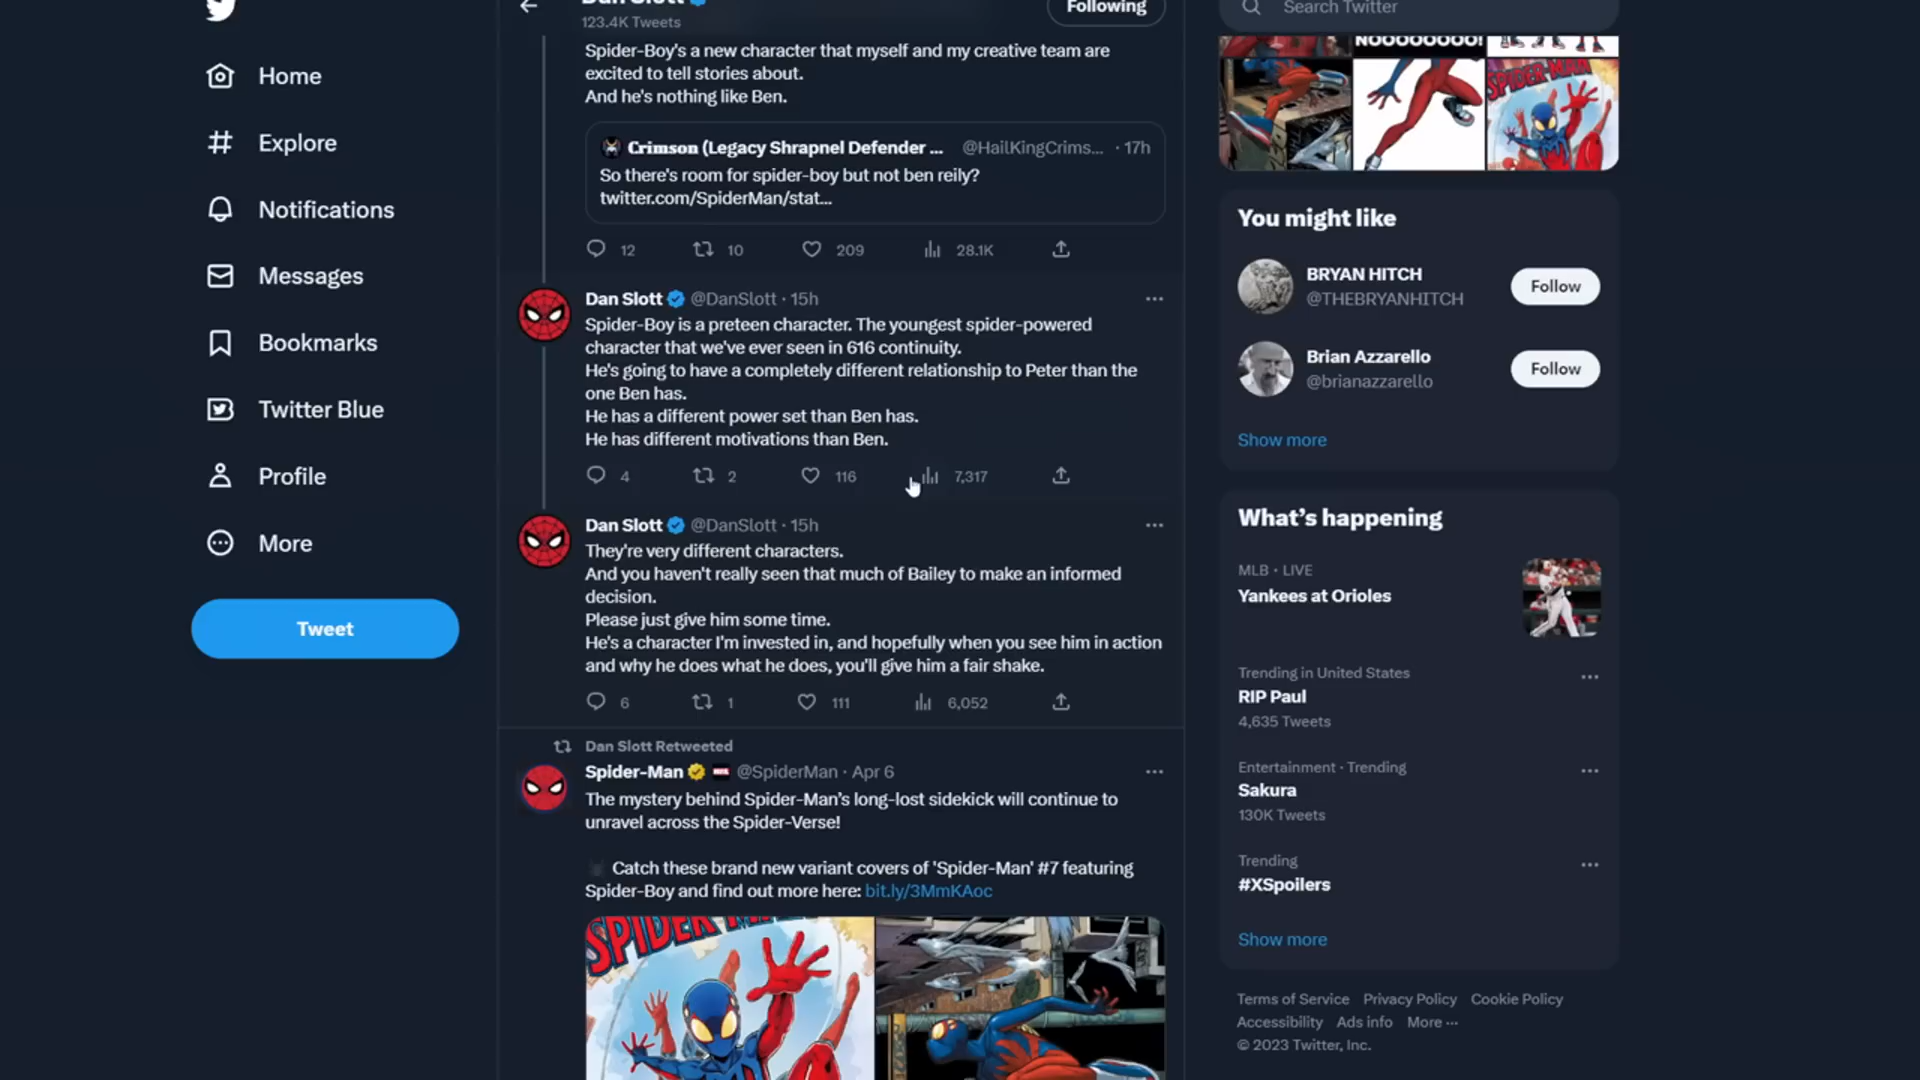 Home
Explore
Notifications
Messages
Bookmarks
Twitter Blue
Profile
More
Tweet
Dan Slott
123.4K Tweets
Following
Spider-Boy's a new character that myself and my creative team are
excited to tell stories about.
And he's nothing like Ben.
Crimson (Legacy Shrapnel Defender ... @HailKingCrims... · 17h
So there's room for spider-boy but not ben reily?
twitter.com/SpiderMan/stat...
12 10 209 28.1K
Dan Slott @DanSlott · 15h
Spider-Boy is a preteen character. The youngest spider-powered
character that we've ever seen in 616 continuity.
He's going to have a completely different relationship to Peter than the
one Ben has.
He has a different power set than Ben has.
He has different motivations than Ben.
4 2 116 7,317
Dan Slott @DanSlott · 15h
They're very different characters.
And you haven't really seen that much of Bailey to make an informed
decision.
Please just give him some time.
He's a character I'm invested in, and hopefully when you see him in action
and why he does what he does, you'll give him a fair shake.
6 1 111 6,052
Dan Slott Retweeted
Spider-Man @SpiderMan · Apr 6
The mystery behind Spider-Man's long-lost sidekick will continue to
unravel across the Spider-Verse!
Catch these brand new variant covers of 'Spider-Man' #7 featuring
Spider-Boy and find out more here: bit.ly/3MmKAoc
SPIDER-MAN
Search Twitter
NOOOOOOOO!
SPIDER-MAN
You might like
BRYAN HITCH
@THEBRYANHITCH
Follow
Brian Azzarello
@brianazzarello
Follow
Show more
What's happening
MLB · LIVE
Yankees at Orioles
Trending in United States
RIP Paul
4,635 Tweets
Entertainment · Trending
Sakura
130K Tweets
Trending
#XSpoilers
Show more
Terms of Service Privacy Policy Cookie Policy
Accessibility Ads info More ···
© 2023 Twitter, Inc.